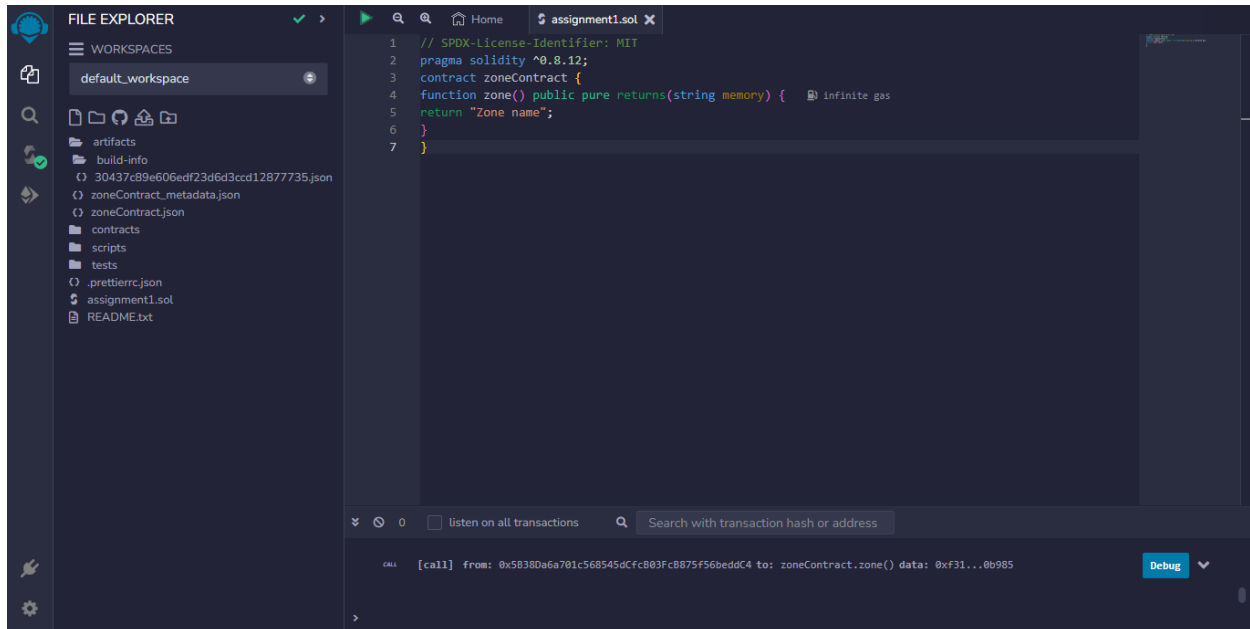 FILE EXPLORER
WORKSPACES
default_workspace
artifacts
build-info
30437c89e606edf23d6d3ccd12877735.json
zoneContract_metadata.json
zoneContract.json
contracts
scripts
tests
.prettierrc.json
assignment1.sol
README.txt
Home
assignment1.sol
1 // SPDX-License-Identifier: MIT
2 pragma solidity ^0.8.12;
3 contract zoneContract {
4 function zone() public pure returns(string memory) { infinite gas
5 return "Zone name";
6 }
7 }
0 listen on all transactions Search with transaction hash or address
CALL [call] from: 0x5B38Da6a701c568545dCfcB03FcB875f56beddC4 to: zoneContract.zone() data: 0xf31...0b985 Debug
>